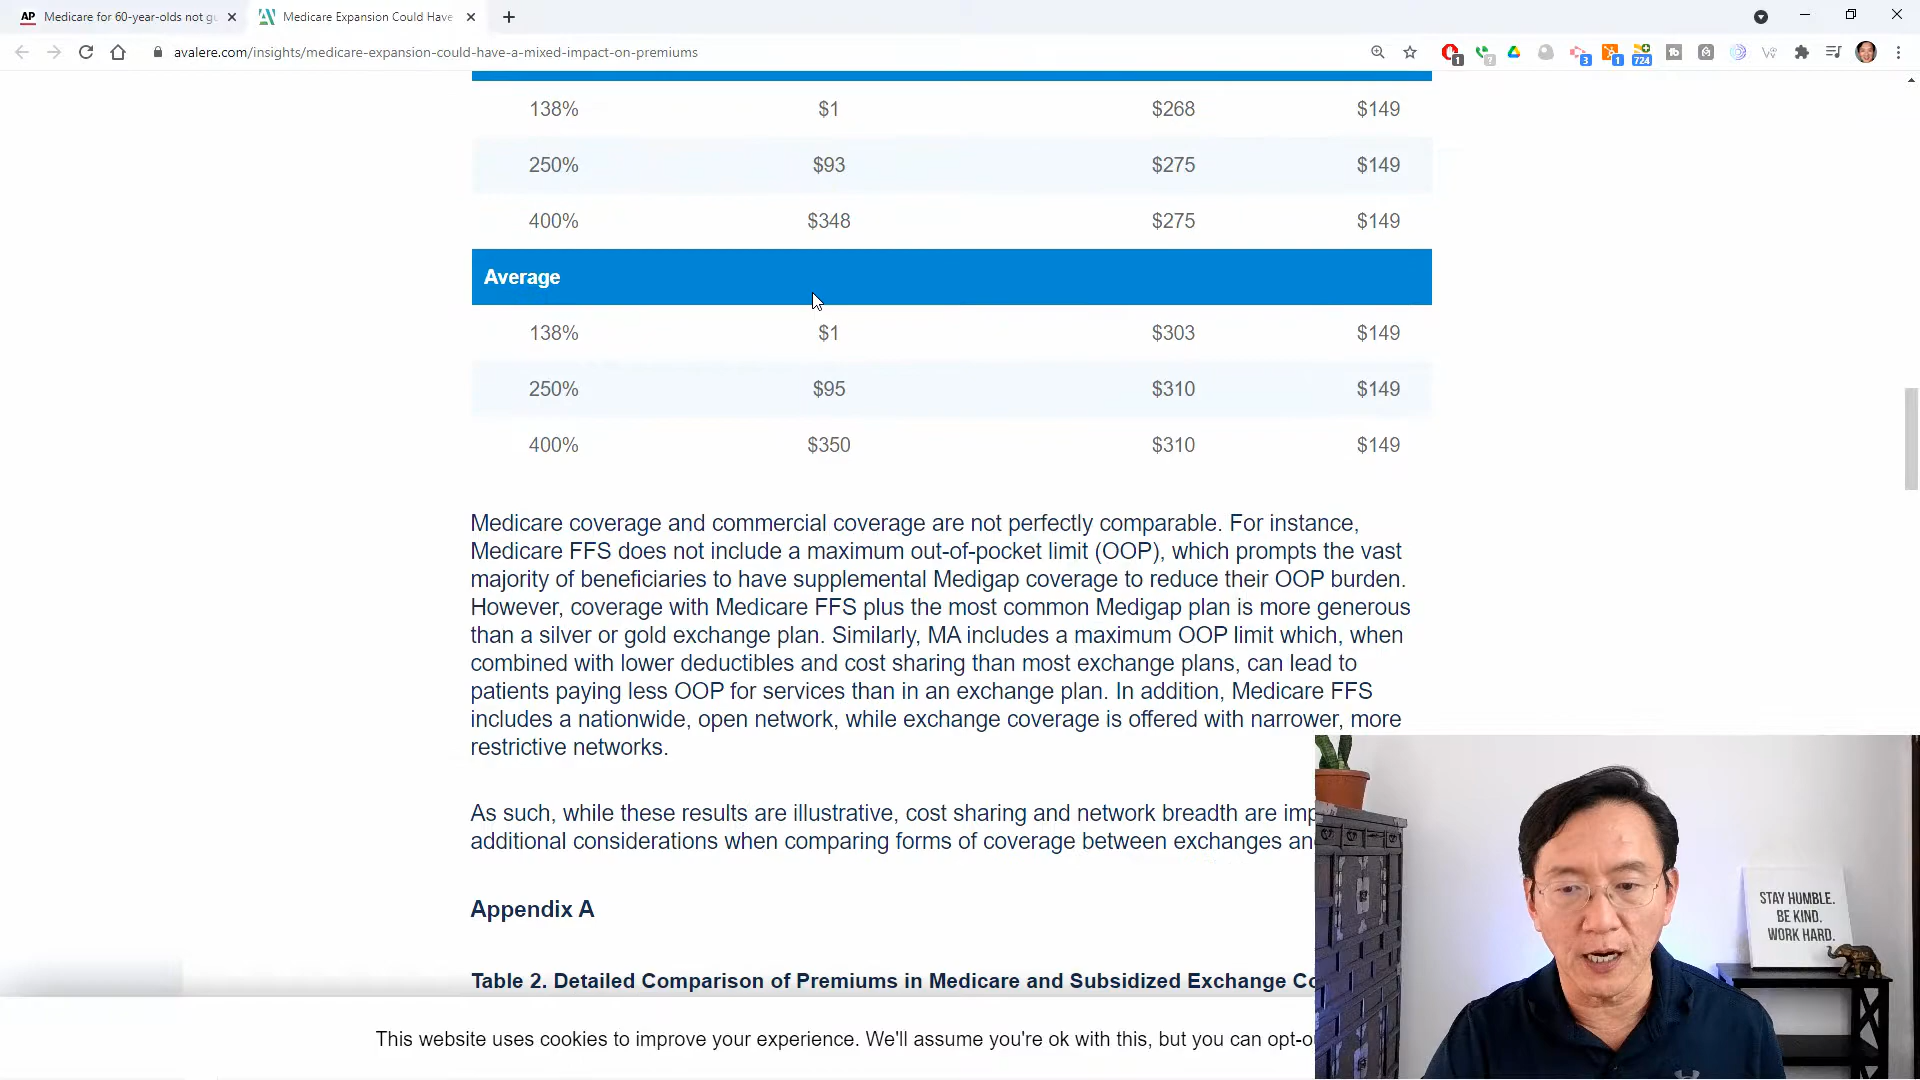 AP Medicare for 60-year-olds not gu
Medicare Expansion Could Have
avalere.com/insights/medicare-expansion-could-have-a-mixed-impact-on-premiums
1
?
3
1
724
138% $1 $268 $149
250% $93 $275 $149
400% $348 $275 $149
Average
138% $1 $303 $149
250% $95 $310 $149
400% $350 $310 $149
Medicare coverage and commercial coverage are not perfectly comparable. For instance,
Medicare FFS does not include a maximum out-of-pocket limit (OOP), which prompts the vast
majority of beneficiaries to have supplemental Medigap coverage to reduce their OOP burden.
However, coverage with Medicare FFS plus the most common Medigap plan is more generous
than a silver or gold exchange plan. Similarly, MA includes a maximum OOP limit which, when
combined with lower deductibles and cost sharing than most exchange plans, can lead to
patients paying less OOP for services than in an exchange plan. In addition, Medicare FFS
includes a nationwide, open network, while exchange coverage is offered with narrower, more
restrictive networks.
As such, while these results are illustrative, cost sharing and network breadth are imp
additional considerations when comparing forms of coverage between exchanges an
Appendix A
Table 2. Detailed Comparison of Premiums in Medicare and Subsidized Exchange Co
This website uses cookies to improve your experience. We'll assume you're ok with this, but you can opt-o
STAY HUMBLE.
BE KIND.
WORK HARD.